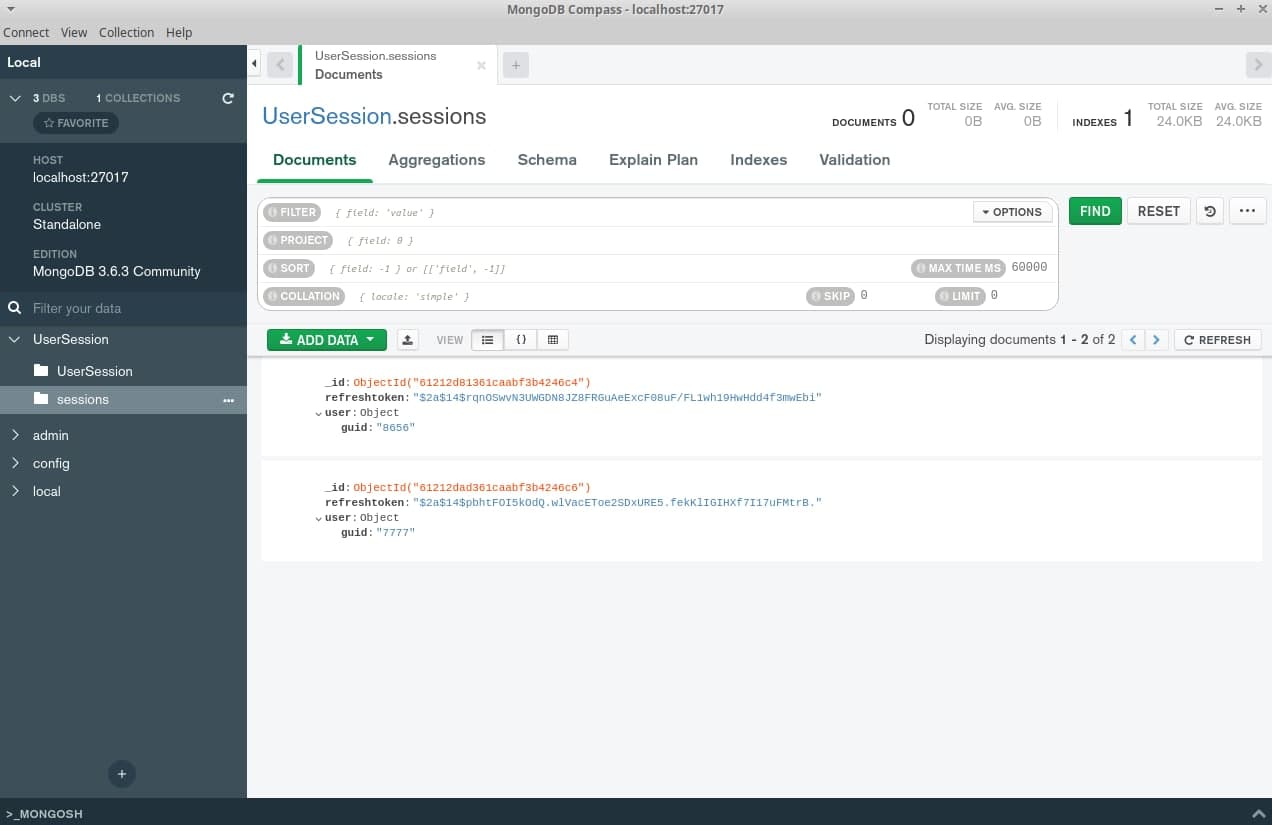 MongoDB Compass - localhost:27017
Connect View Collection Help
Local
3 DBS 1 COLLECTIONS
FAVORITE
HOST
localhost:27017
CLUSTER
Standalone
EDITION
MongoDB 3.6.3 Community
Filter your data
UserSession
UserSession
sessions
admin
config
local
UserSession.sessions
Documents
UserSession.sessions
DOCUMENTS 0 TOTAL SIZE 0B AVG. SIZE 0B INDEXES 1 TOTAL SIZE 24.0KB AVG. SIZE 24.0KB
Documents Aggregations Schema Explain Plan Indexes Validation
FILTER { field: 'value' } OPTIONS FIND RESET
PROJECT { field: 0 }
SORT { field: -1 } or [['field', -1]] MAX TIME MS 60000
COLLATION { locale: 'simple' } SKIP 0 LIMIT 0
ADD DATA VIEW {} Displaying documents 1 - 2 of 2 REFRESH
_id: ObjectId("61212d81361caabf3b4246c4")
refreshtoken: "$2a$14$rqnOSwvN3UWGDN8JZ8FRGuAeExcF08uF/FL1wh19HwHdd4f3mwEbi"
user: Object
guid: "8656"
_id: ObjectId("61212dad361caabf3b4246c6")
refreshtoken: "$2a$14$pbhtFOI5kOdQ.wlVacEToe2SDxURE5.fekKlIGIHXf7I17uFMtrB."
user: Object
guid: "7777"
>_MONGOSH